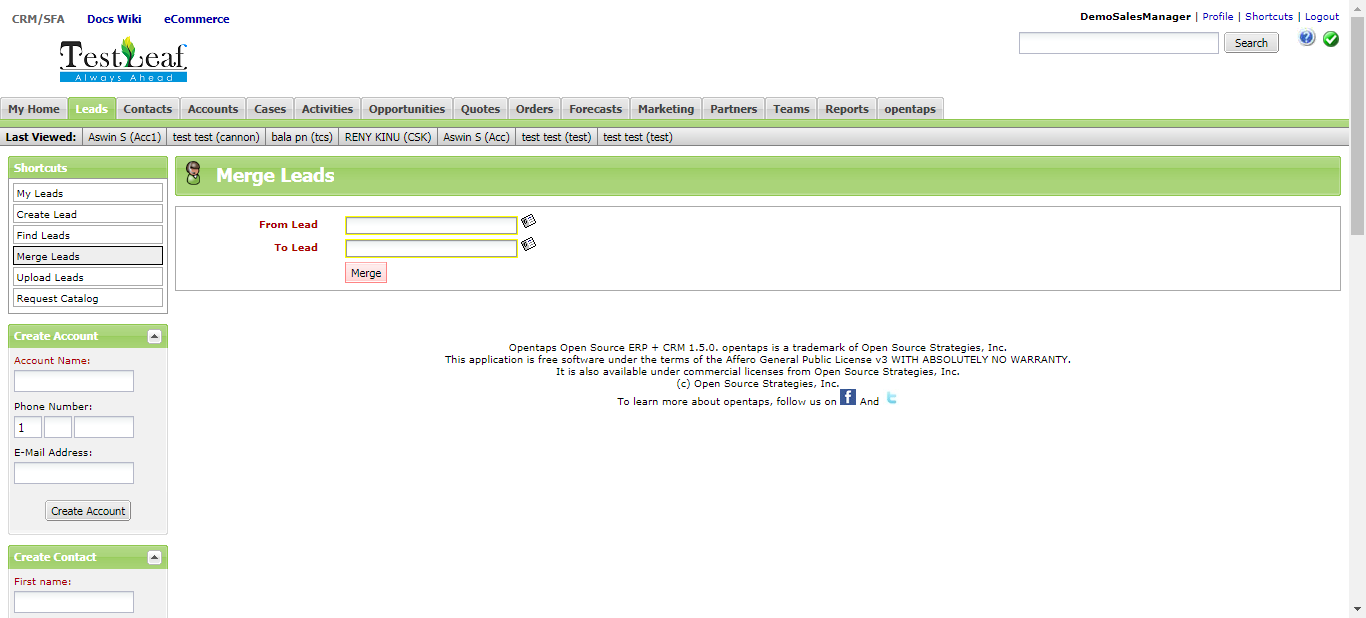 CRM/SFA Docs Wiki eCommerce
DemoSalesManager | Profile | Shortcuts | Logout
Search
TestLeaf
Always Ahead
My Home Leads Contacts Accounts Cases Activities Opportunities Quotes Orders Forecasts Marketing Partners Teams Reports opentaps
Last Viewed: Aswin S (Acc1) test test (cannon) bala pn (tcs) RENY KINU (CSK) Aswin S (Acc) test test (test) test test (test)
Shortcuts
My Leads
Create Lead
Find Leads
Merge Leads
Upload Leads
Request Catalog
Create Account
Account Name:
Phone Number:
1
E-Mail Address:
Create Account
Create Contact
First name:
Merge Leads
From Lead
To Lead
Merge
Opentaps Open Source ERP + CRM 1.5.0. opentaps is a trademark of Open Source Strategies, Inc.
This application is free software under the terms of the Affero General Public License v3 WITH ABSOLUTELY NO WARRANTY.
It is also available under commercial licenses from Open Source Strategies, Inc.
(c) Open Source Strategies, Inc.
To learn more about opentaps, follow us on f And t